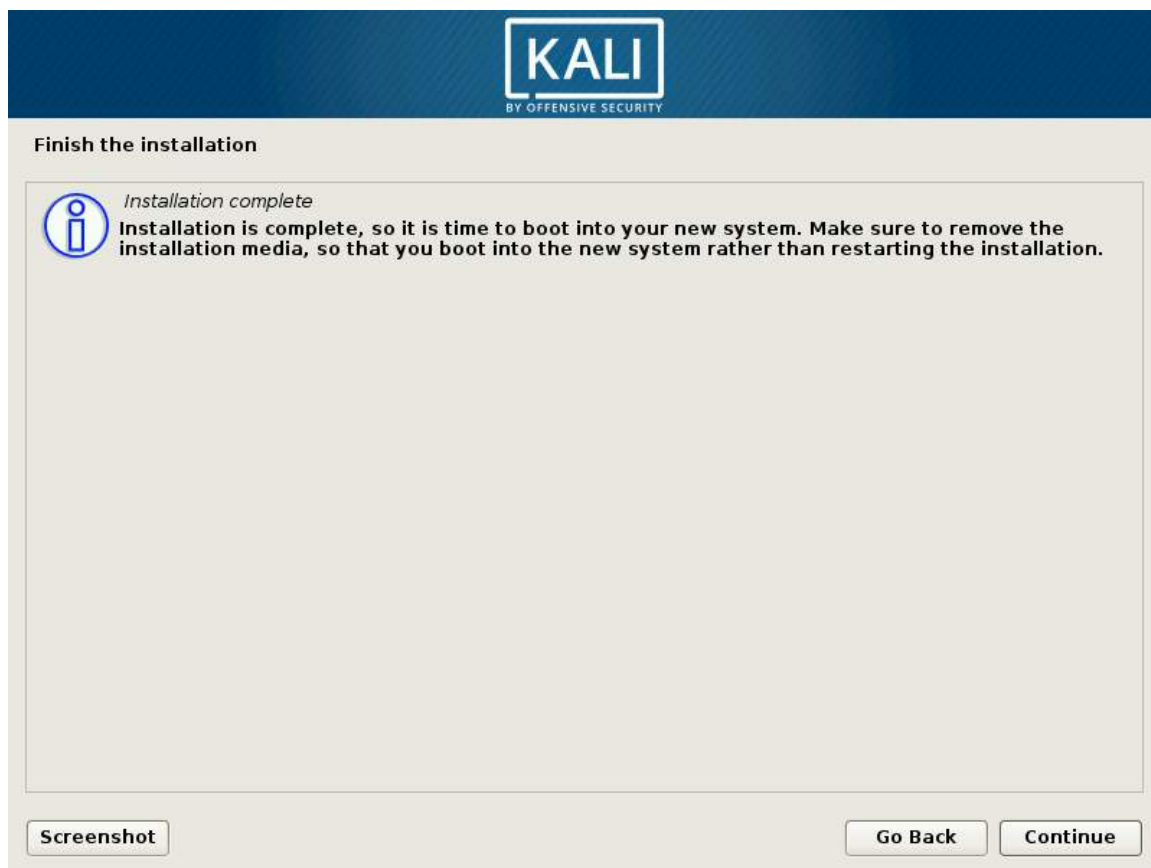 KALI
BY OFFENSIVE SECURITY
Finish the installation
Installation complete
Installation is complete, so it is time to boot into your new system. Make sure to remove the
installation media, so that you boot into the new system rather than restarting the installation.
Screenshot
Go Back
Continue